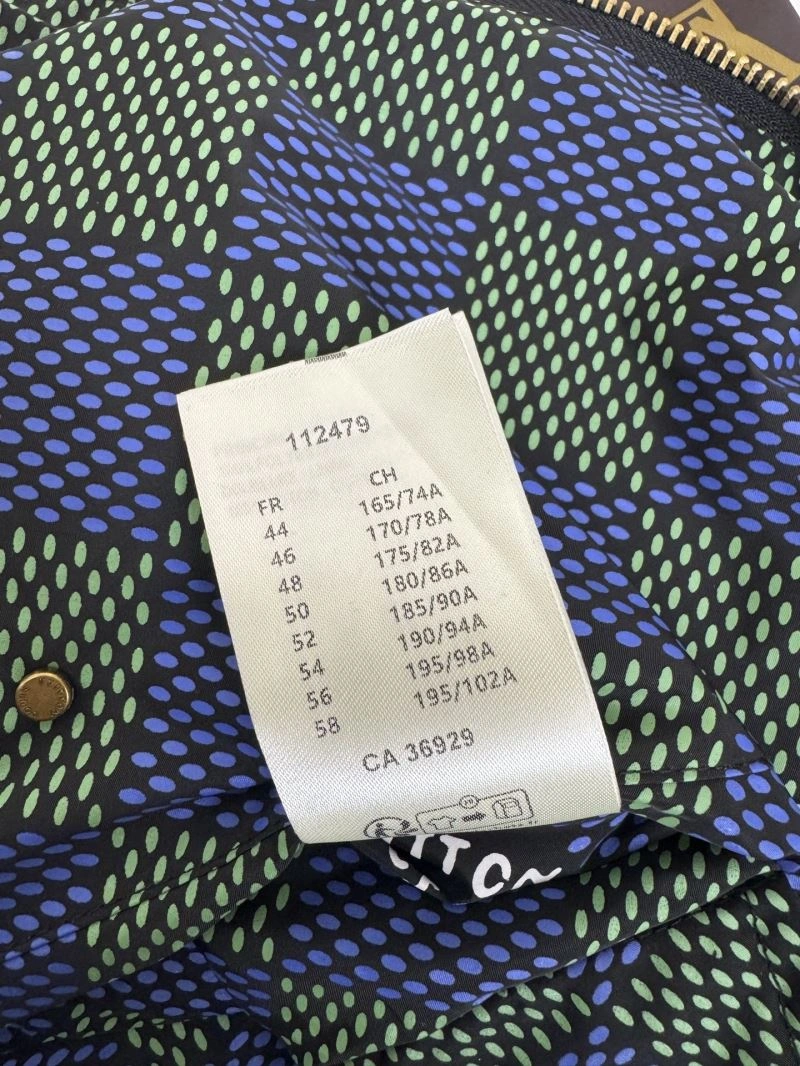 112479
FR CH
44 165/74A
46 170/78A
48 175/82A
50 180/86A
52 185/90A
54 190/94A
56 195/98A
58 195/102A
CA 36929